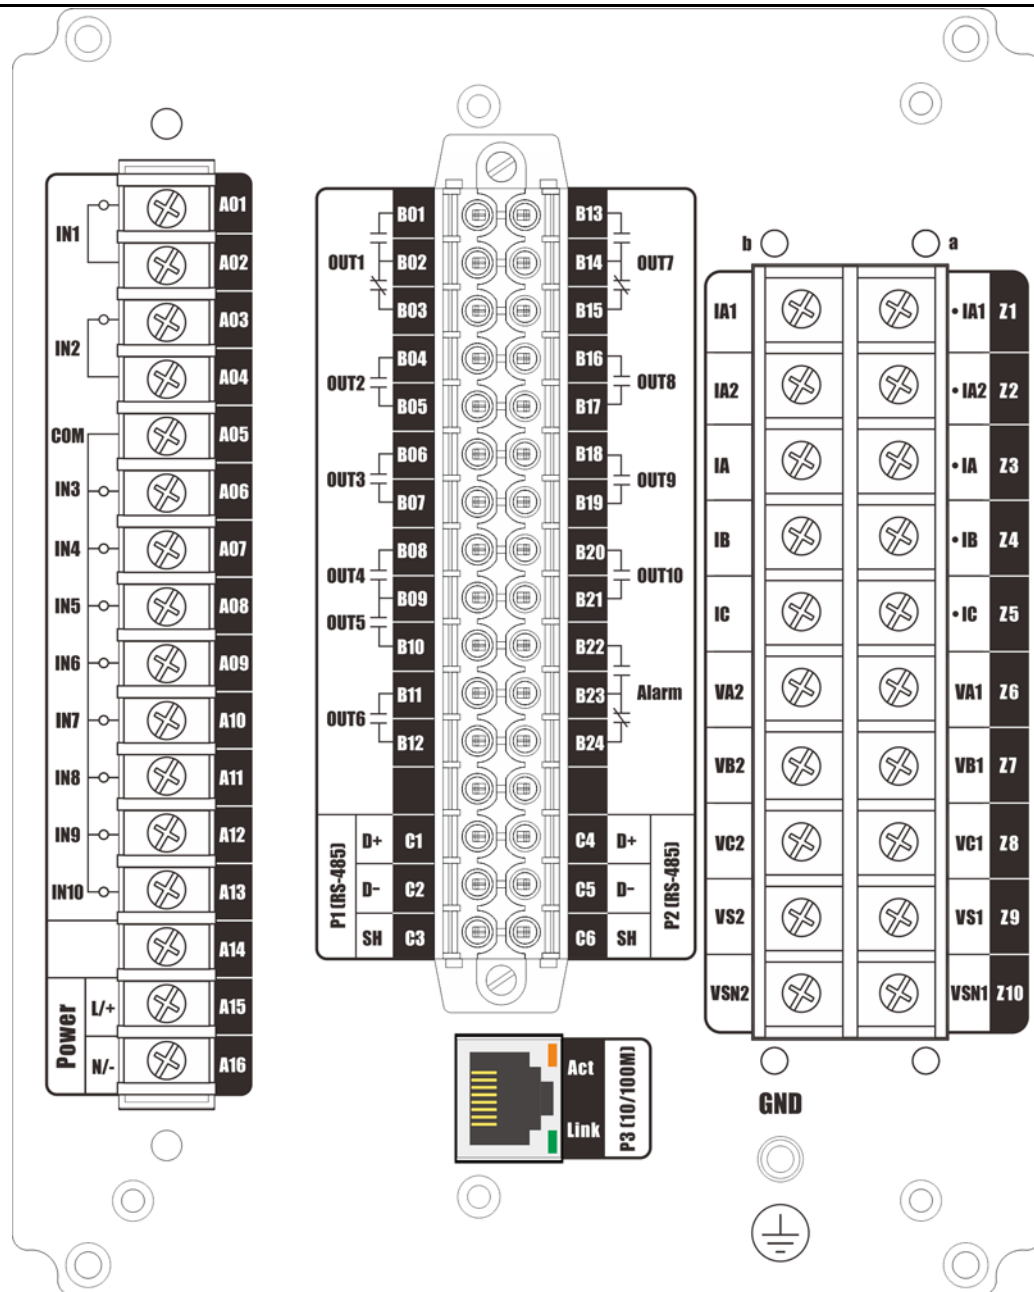 IN1
A01
A02
IN2
A03
A04
COM
A05
IN3
A06
IN4
A07
IN5
A08
IN6
A09
IN7
A10
IN8
A11
IN9
A12
IN10
A13
A14
Power
L/+
A15
N/-
A16
OUT1
B01
B02
B03
OUT2
B04
B05
OUT3
B06
B07
OUT4
B08
B09
OUT5
B10
OUT6
B11
B12
P1 (RS-485)
D+ C1
D- C2
SH C3
B13
B14 OUT7
B15
B16
OUT8
B17
B18
OUT9
B19
B20
OUT10
B21
B22
B23 Alarm
B24
C4 D+
C5 D-
C6 SH
P2 (RS-485)
Act
Link
P3 (10/100M)
b a
IA1 •IA1 Z1
IA2 •IA2 Z2
IA •IA Z3
IB •IB Z4
IC •IC Z5
VA2 VA1 Z6
VB2 VB1 Z7
VC2 VC1 Z8
VS2 VS1 Z9
VSN2 VSN1 Z10
GND